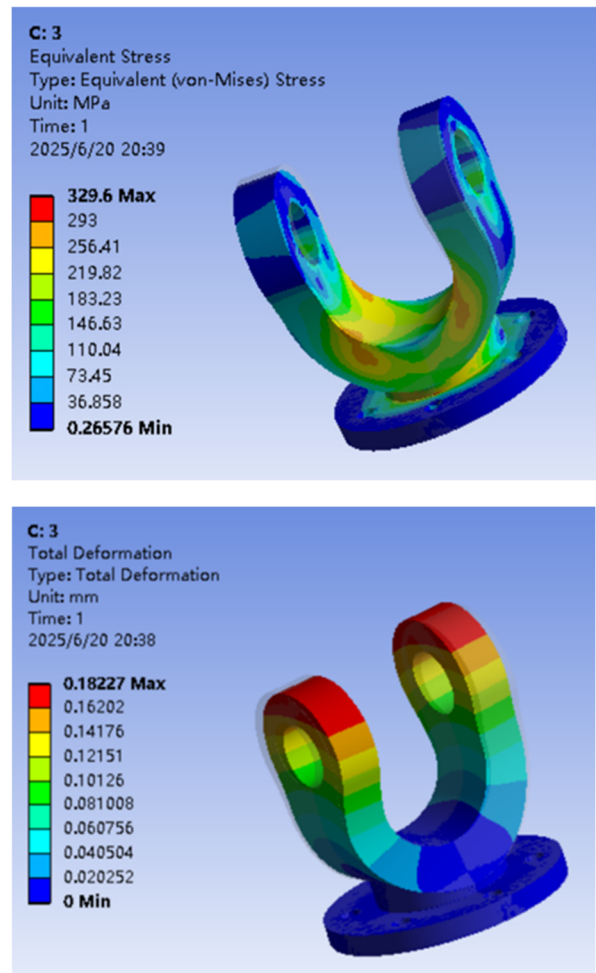 C: 3
Equivalent Stress
Type: Equivalent (von-Mises) Stress
Unit: MPa
Time: 1
2025/6/20 20:39
329.6 Max
293
256.41
219.82
183.23
146.63
110.04
73.45
36.858
0.26576 Min
C: 3
Total Deformation
Type: Total Deformation
Unit: mm
Time: 1
2025/6/20 20:38
0.18227 Max
0.16202
0.14176
0.12151
0.10126
0.081008
0.060756
0.040504
0.020252
0 Min